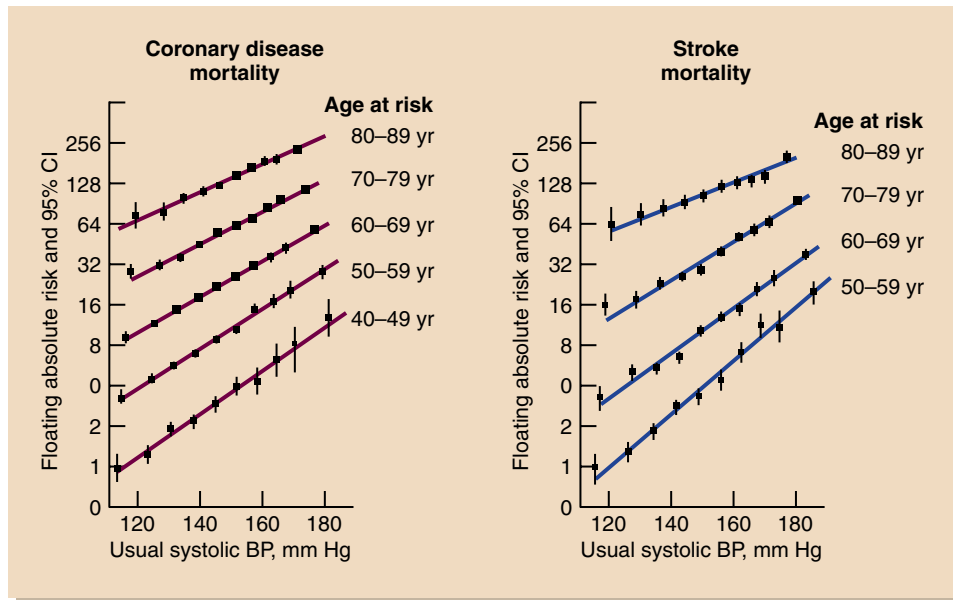 Coronary disease
mortality
Age at risk
80–89 yr
70–79 yr
60–69 yr
50–59 yr
40–49 yr
Floating absolute risk and 95% CI
256
128
64
32
16
8
0
2
1
0
120 140 160 180
Usual systolic BP, mm Hg
Stroke
mortality
Age at risk
80–89 yr
70–79 yr
60–69 yr
50–59 yr
Floating absolute risk and 95% CI
256
128
64
32
16
8
0
2
1
0
120 140 160 180
Usual systolic BP, mm Hg